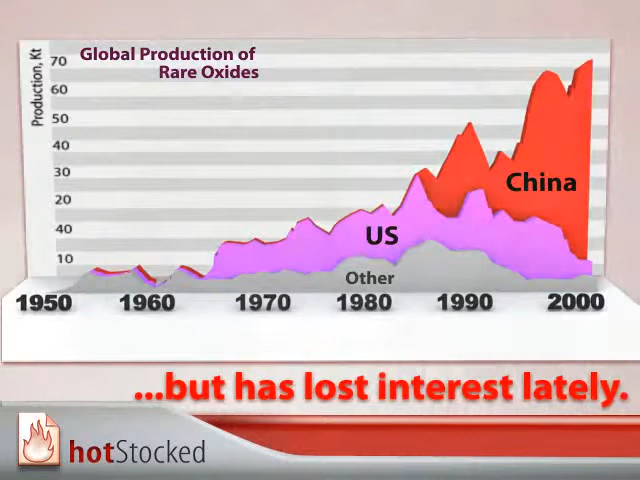 Global Production of
Rare Oxides
Production, Kt
70
60
50
40
30
20
40
10
China
US
Other
1950 1960 1970 1980 1990 2000
...but has lost interest lately.
hotStocked